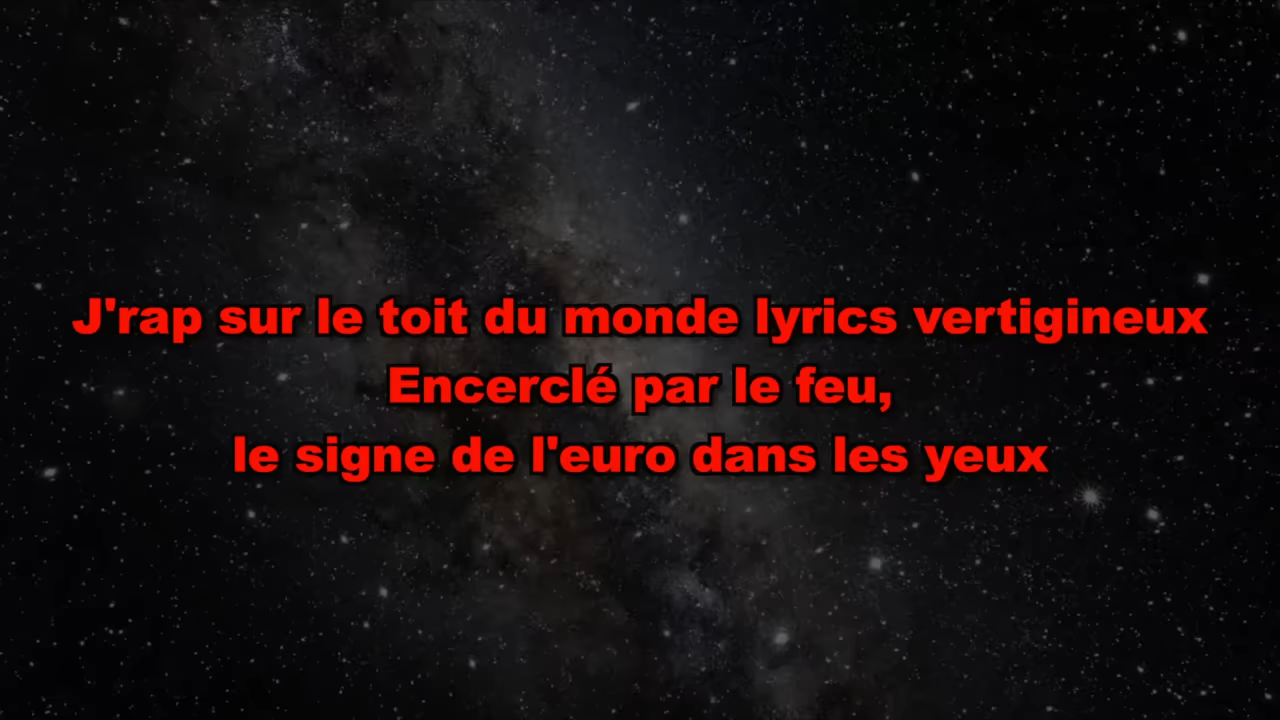 J'rap sur le toit du monde lyrics vertigineux
Encerclé par le feu,
le signe de l'euro dans les yeux